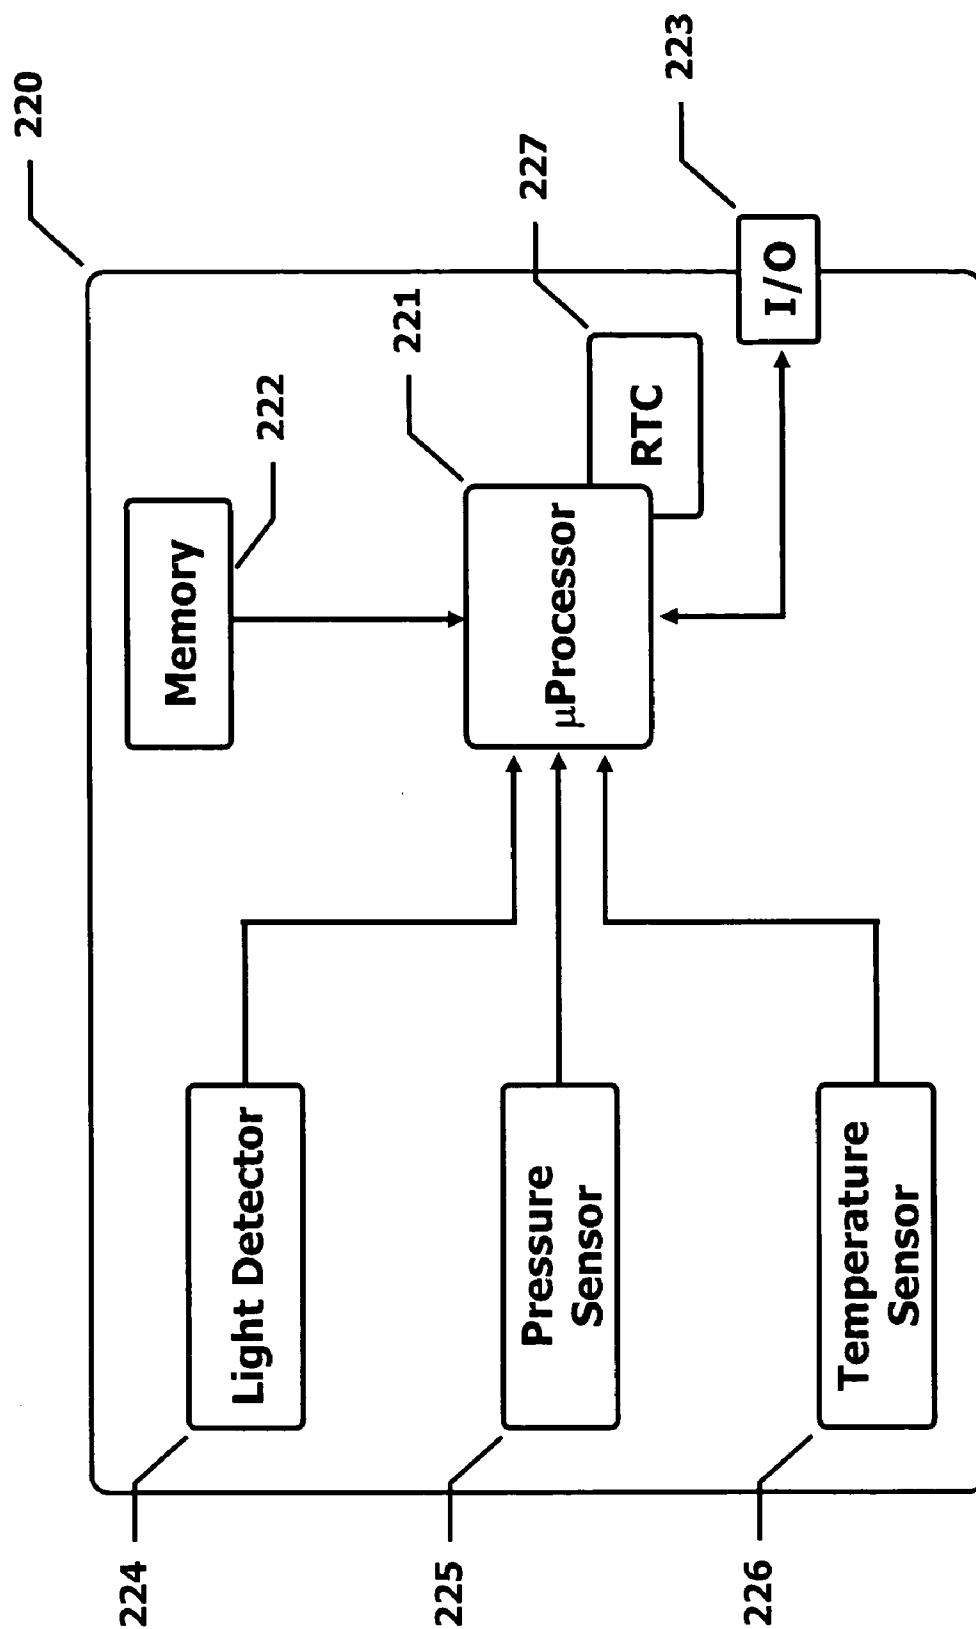 220
222
Memory
221
227
223
224
Light Detector
μProcessor
RTC
I/O
225
Pressure
Sensor
226
Temperature
Sensor